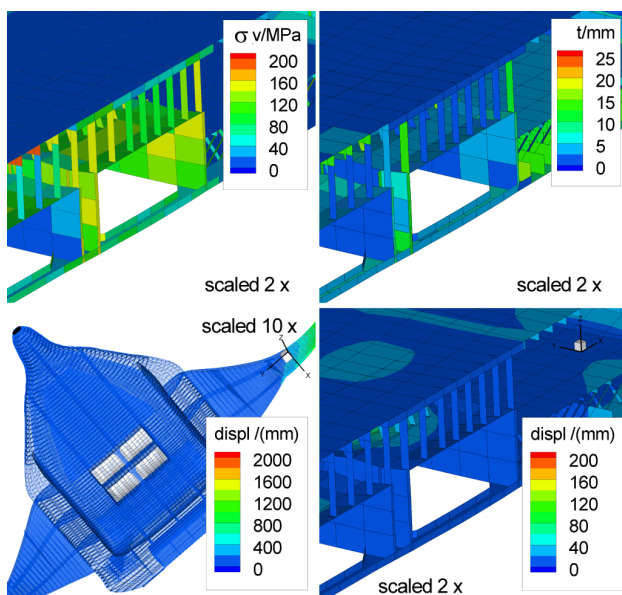 σ v/MPa
200
160
120
80
40
0
scaled 2 x
t/mm
25
20
15
10
5
0
scaled 2 x
scaled 10 x
Z
Y
X
displ /(mm)
2000
1600
1200
800
400
0
Z
Y
X
displ /(mm)
200
160
120
80
40
0
scaled 2 x